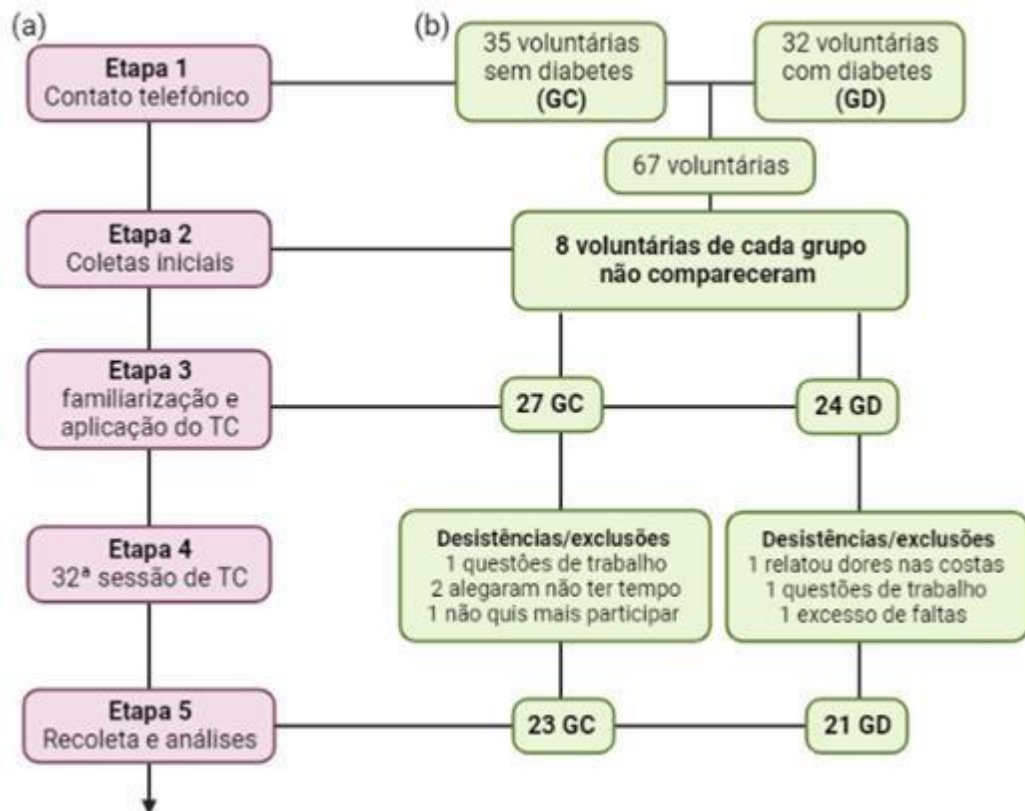 (a)
Etapa 1
Contato telefônico
Etapa 2
Coletas iniciais
Etapa 3
familiarização e
aplicação do TC
Etapa 4
32ª sessão de TC
Etapa 5
Recoleta e análises
(b)
35 voluntárias
sem diabetes
(GC)
32 voluntárias
com diabetes
(GD)
67 voluntárias
8 voluntárias de cada grupo
não compareceram
27 GC
24 GD
Desistências/exclusões
1 questões de trabalho
2 alegaram não ter tempo
1 não quis mais participar
Desistências/exclusões
1 relatou dores nas costas
1 questões de trabalho
1 excesso de faltas
23 GC
21 GD